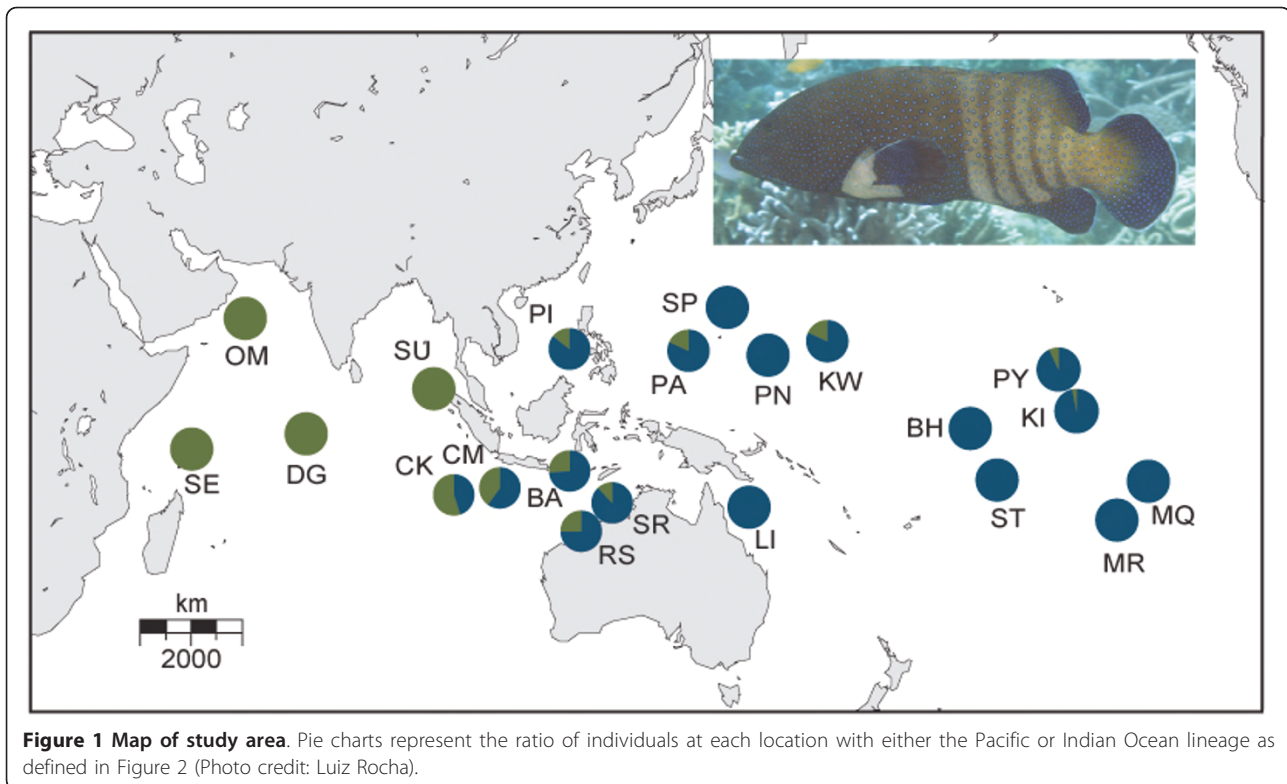 SP
PI
OM
SU
PA
PN
KW
PY
KI
BH
SE
DG
CK
CM
BA
SR
RS
LI
ST
MQ
MR
km
2000
Figure 1 Map of study area. Pie charts represent the ratio of individuals at each location with either the Pacific or Indian Ocean lineage as
defined in Figure 2 (Photo credit: Luiz Rocha).